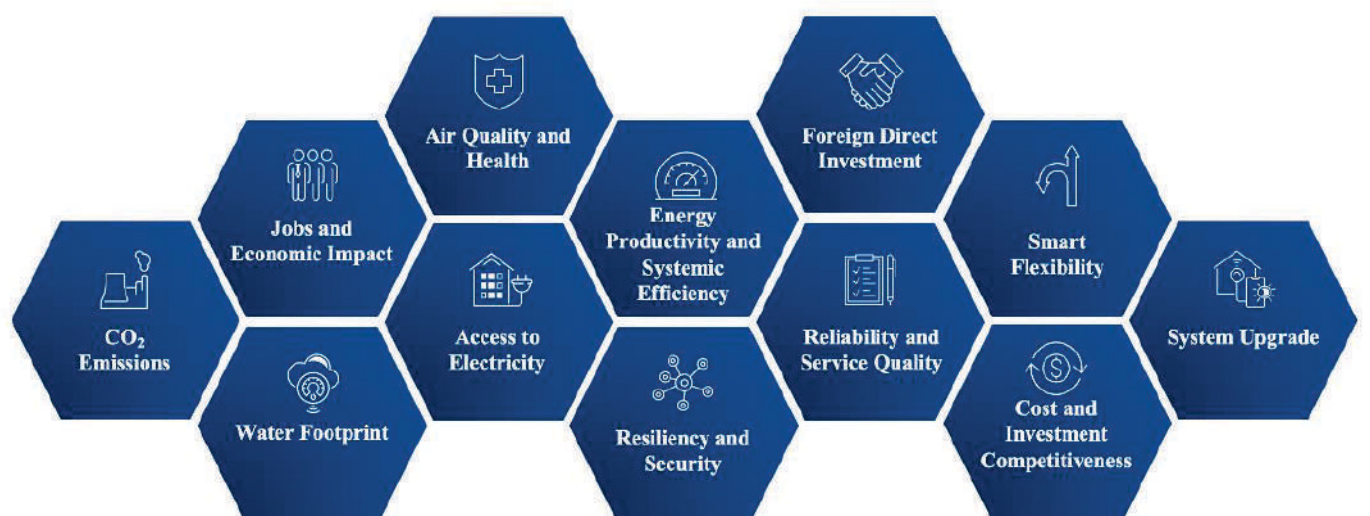 Air Quality and
Health
Foreign Direct
Investment
Jobs and
Economic Impact
Energy
Productivity and
Systemic
Efficiency
Smart
Flexibility
CO₂
Emissions
Access to
Electricity
Reliability and
Service Quality
System Upgrade
Water Footprint
Resiliency and
Security
Cost and
Investment
Competitiveness